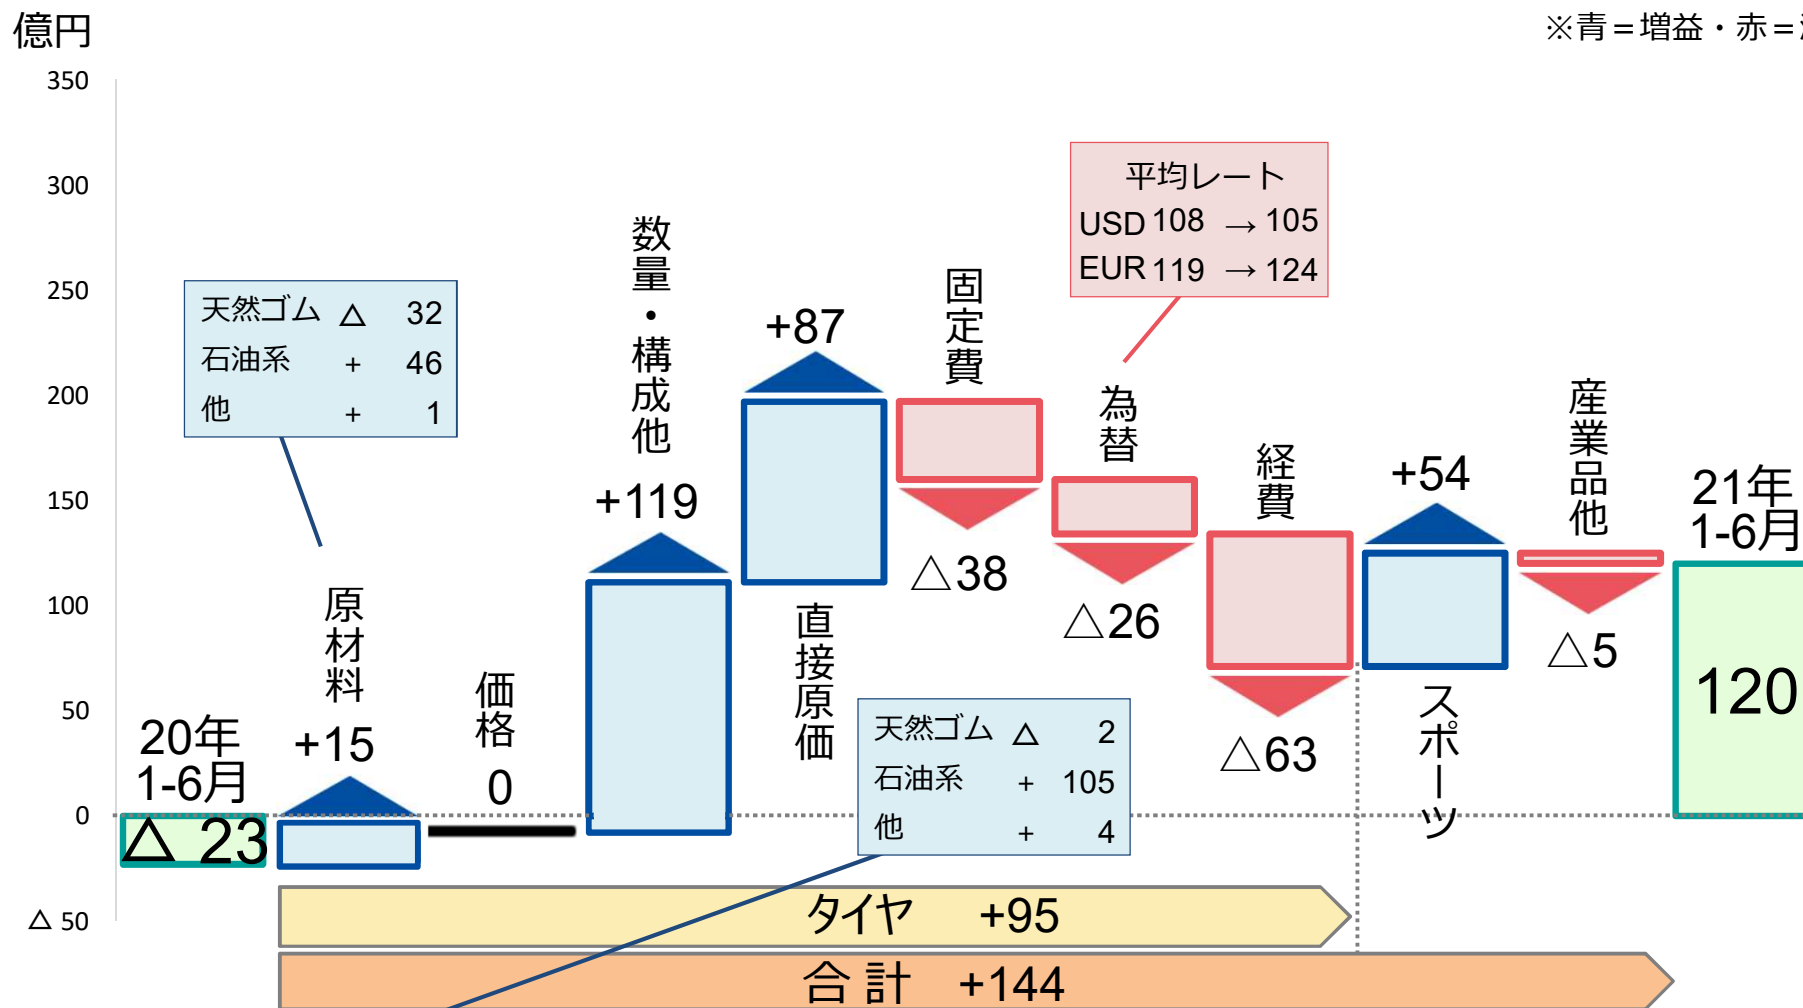 億円
※青＝増益・赤＝
350
300
250
200
150
100
50
0
△ 50
20年
1-6月
△ 23
天然ゴム △ 32
石油系 + 46
他 + 1
原材料
+15
価格
0
数量・構成他
+119
+87
直接原価
天然ゴム △ 2
石油系 + 105
他 + 4
固定費
△38
平均レート
USD 108 → 105
EUR 119 → 124
為替
△26
経費
△63
+54
スポーツ
産業品他
△5
21年
1-6月
120
タイヤ +95
合計 +144